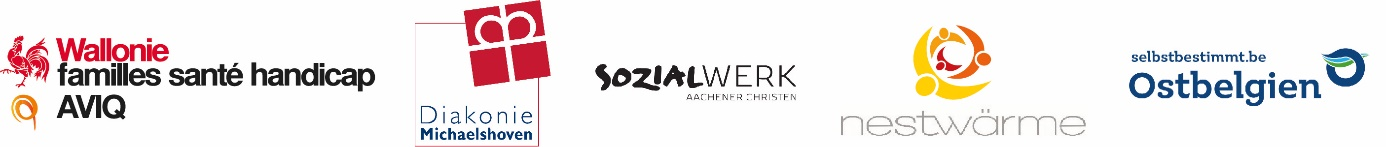 Wallonie
familles santé handicap
AVIQ
Diakonie
Michaelshoven
SOZIALWERK
AACHENER CHRISTEN
nestwärme
selbstbestimmt.be
Ostbelgien